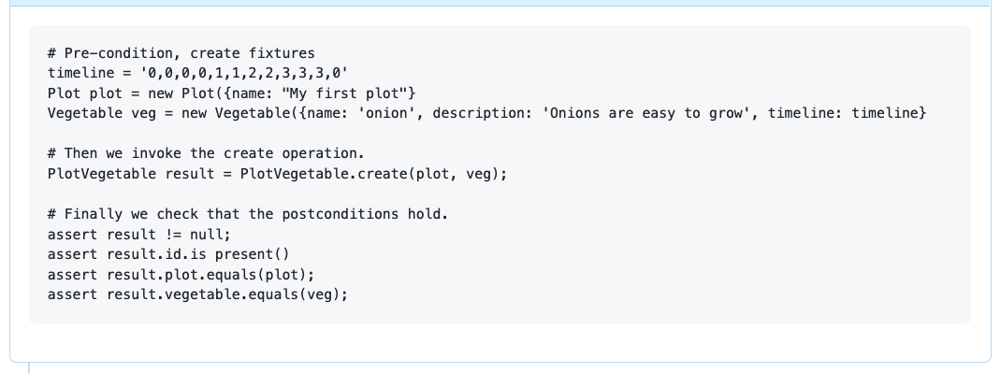 # Pre-condition, create fixtures
timeline = '0,0,0,0,1,1,2,2,3,3,3,0'
Plot plot = new Plot({name: "My first plot"}
Vegetable veg = new Vegetable({name: 'onion', description: 'Onions are easy to grow', timeline: timeline}
# Then we invoke the create operation.
PlotVegetable result = PlotVegetable.create(plot, veg);
# Finally we check that the postconditions hold.
assert result != null;
assert result.id.is present()
assert result.plot.equals(plot);
assert result.vegetable.equals(veg);